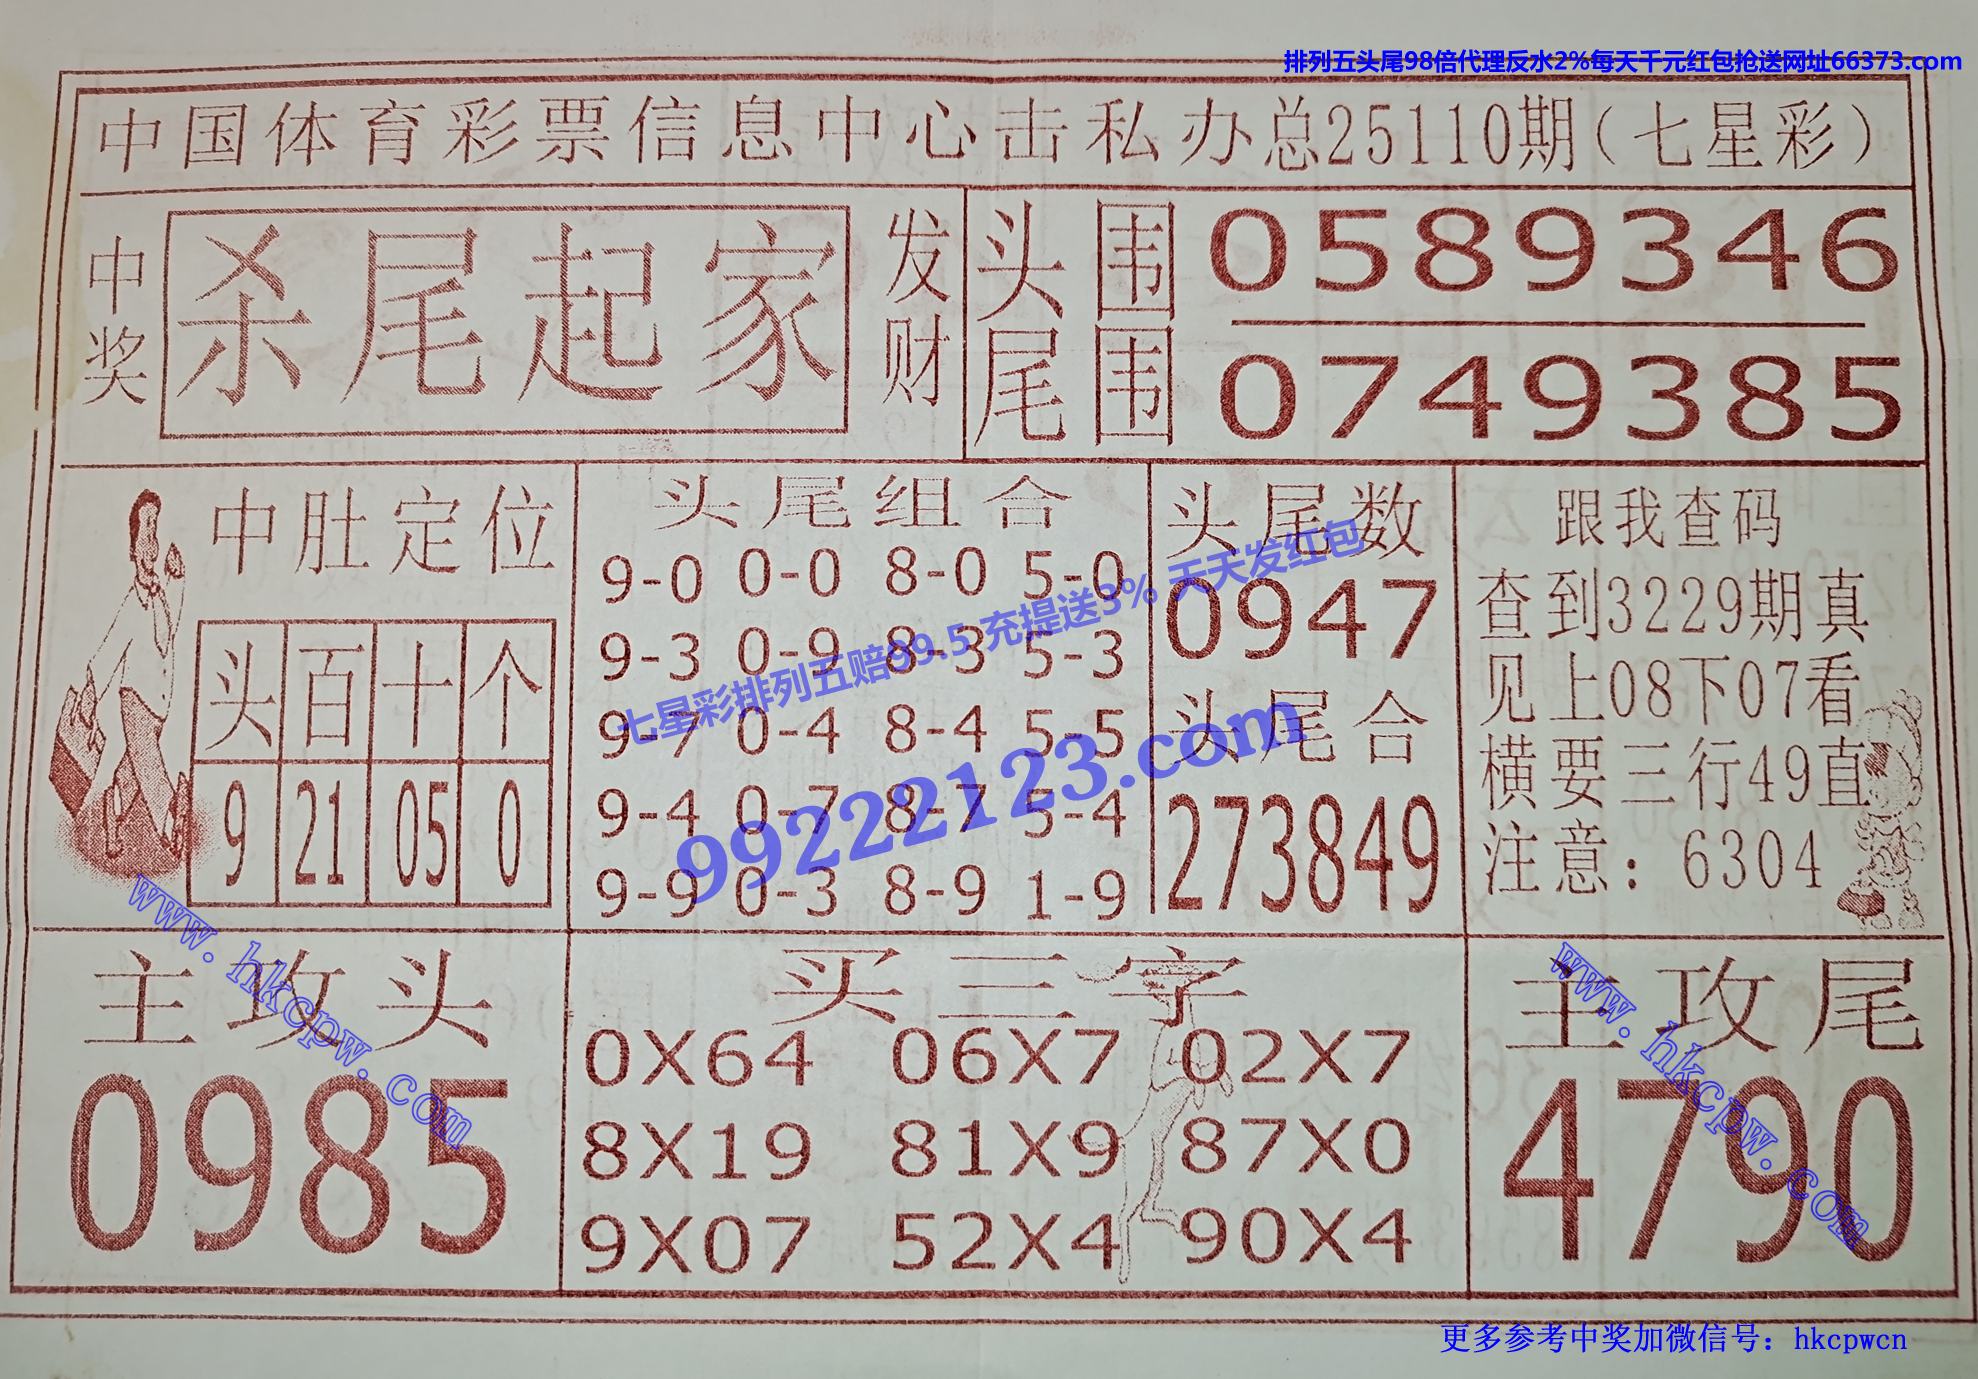 排列五头尾98倍代理反水2%每天千元红包抢送网址66373.com
中国体育彩票信息中心击私办总25110期(七星彩)
中奖
杀尾起家
发财
头围 0589346
尾围 0749385
中肚定位
头 百 十 个
9 21 05 0
头尾组合
9-0 0-0 8-0 5-0
9-3 0-9 8-3 5-3
9-7 0-4 8-4 5-5
9-4 0-7 8-7 5-4
9-9 0-3 8-9 1-9
头尾数
0947
头尾合
273849
跟我查码
查到3229期真
见上08下07看
横要三行49直
注意：6304
七星彩排列五赔99.5 充提送3% 天天发红包
99222123.com
www.hkcpw.com
www.hkcpw.com
主攻头
0985
买三字
0X64 06X7 02X7
8X19 81X9 87X0
9X07 52X4 90X4
主攻尾
4790
更多参考中奖加微信号：hkcpwcn